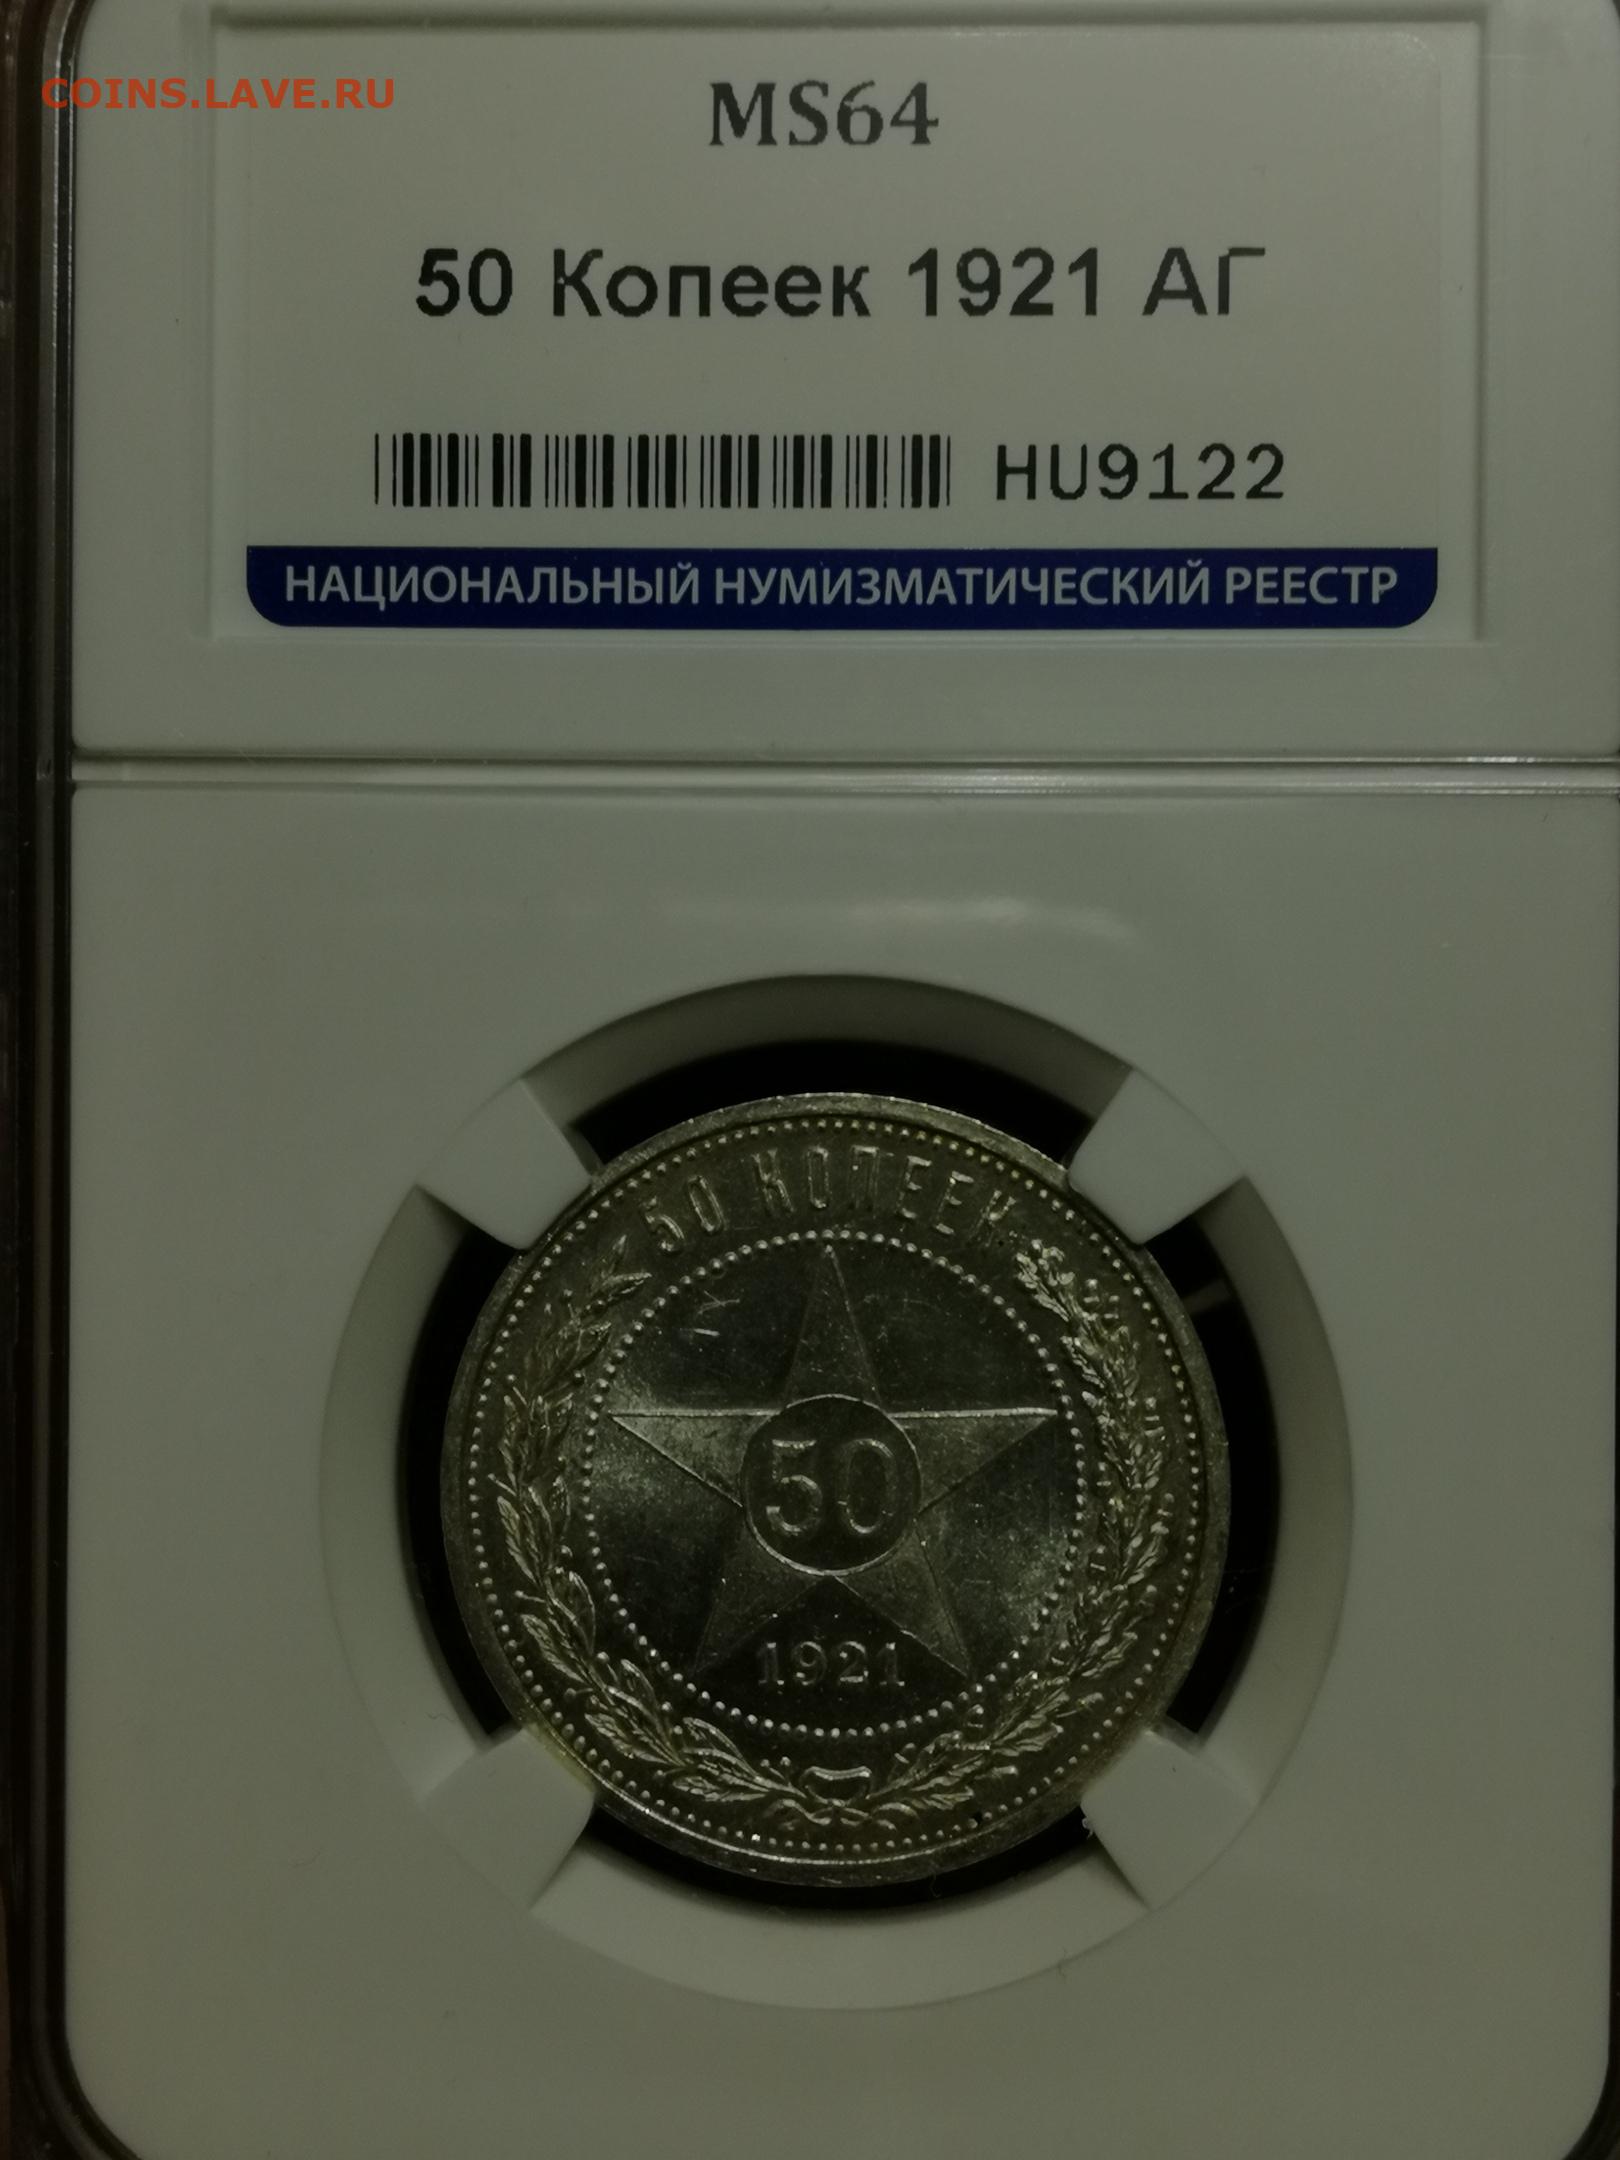 COINS.LAVE.RU
MS64
50 Копеек 1921 АГ
HU9122
НАЦИОНАЛЬНЫЙ НУМИЗМАТИЧЕСКИЙ РЕЕСТР
50 КОПЕЕК
50
1921